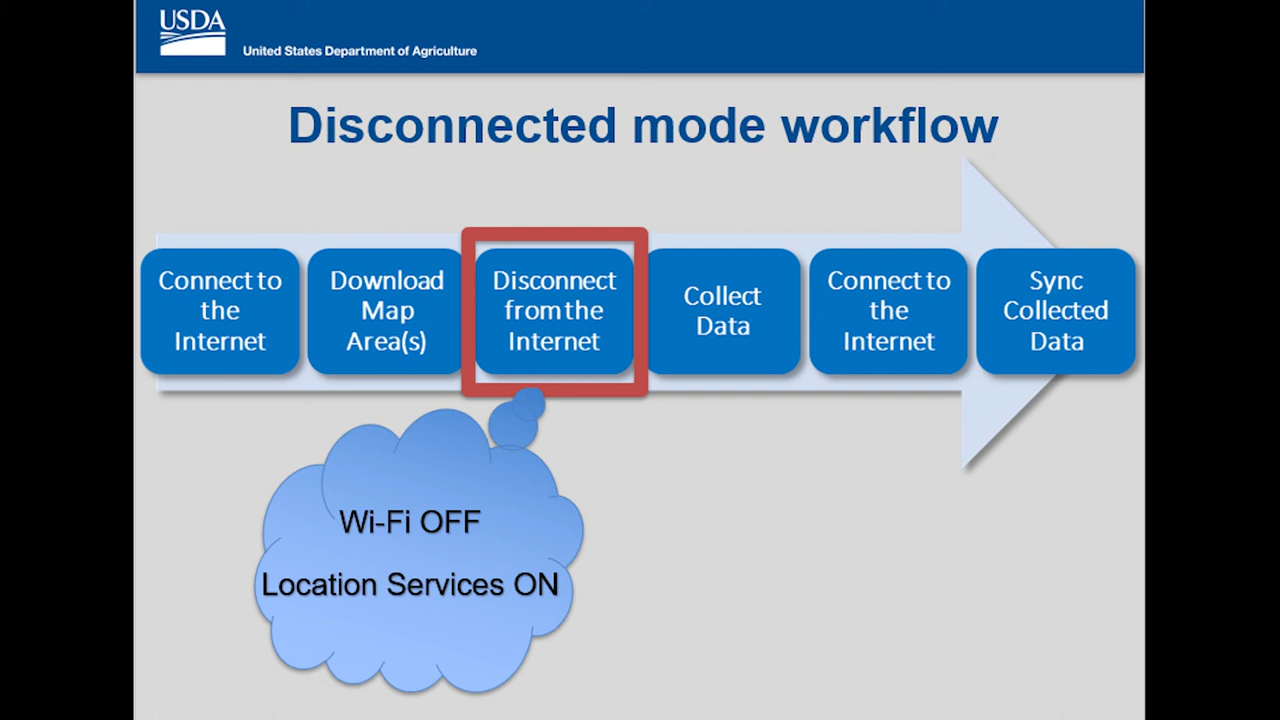 USDA
United States Department of Agriculture
Disconnected mode workflow
Connect to
the
Internet
Download
Map
Area(s)
Disconnect
from the
Internet
Collect
Data
Connect to
the
Internet
Sync
Collected
Data
Wi-Fi OFF
Location Services ON